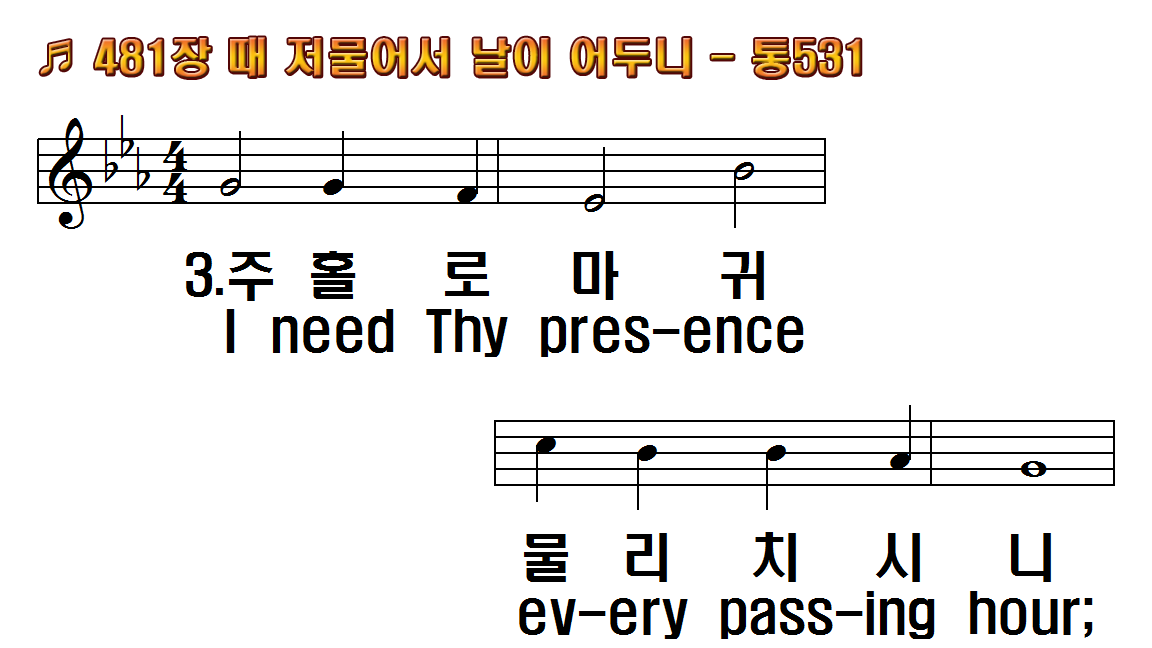 ♬ 481장 때 저물어서 날이 어두니 - 통531
4
4
3.주 홀 로 마 귀
I need Thy pres-ence
물 리 치 시 니
ev-ery pass-ing hour;